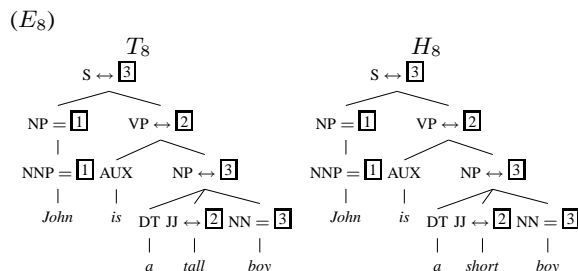 (E₈)
T₈ H₈
S ↔ 3 S ↔ 3
NP = 1 VP ↔ 2 NP = 1 VP ↔ 2
NNP = 1 AUX NP ↔ 3 NNP = 1 AUX NP ↔ 3
John is DT JJ ↔ 2 NN = 3 John is DT JJ ↔ 2 NN = 3
a tall boy a short boy